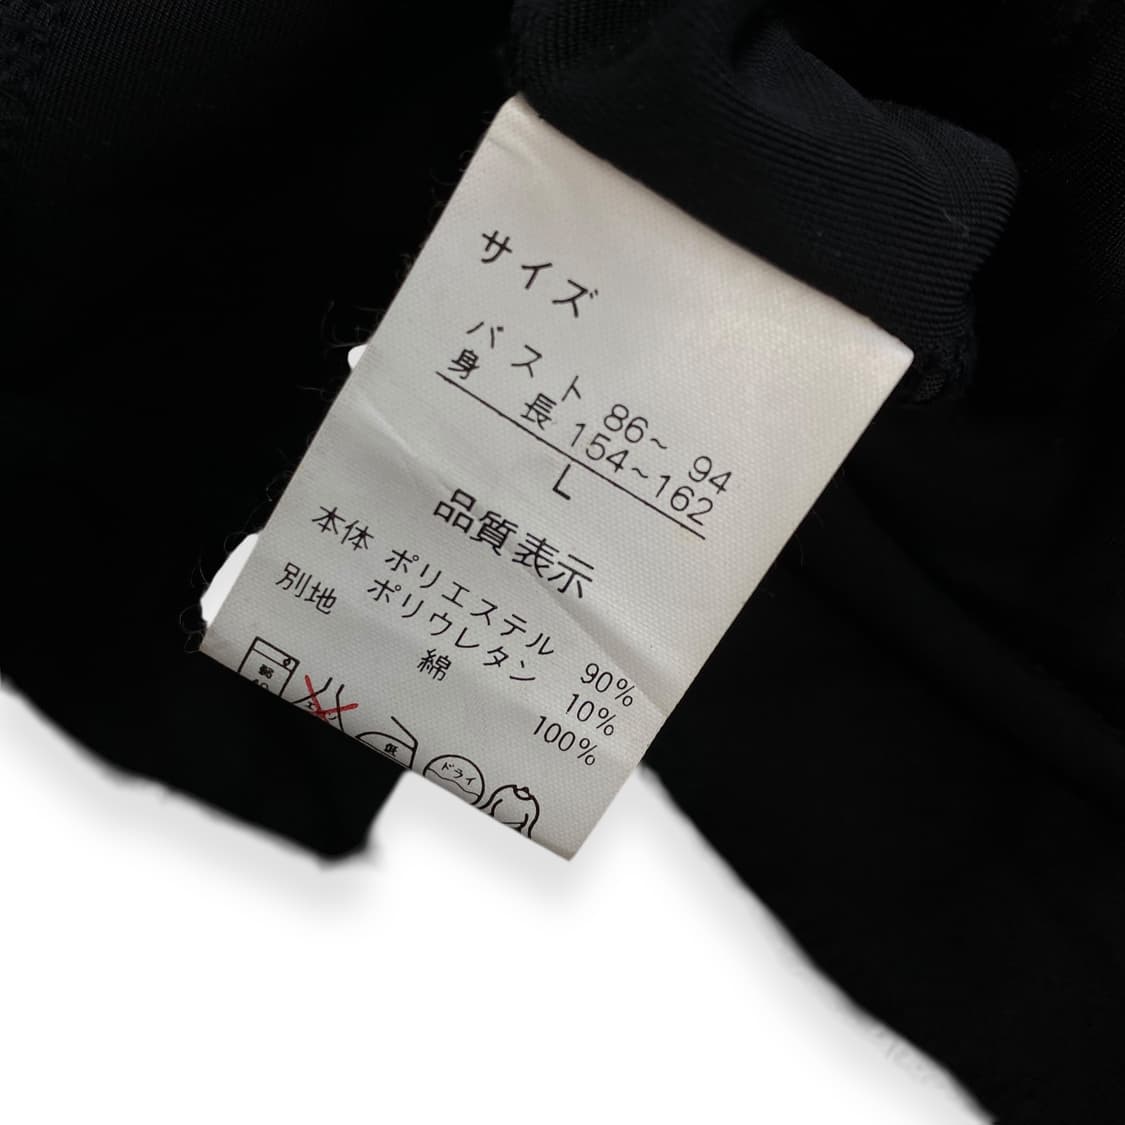 サイズ
バスト 86~ 94
身長 154~162
L
品質表示
本体 ポリエステル 90%
ポリウレタン 10%
別地 綿 100%
ドライ